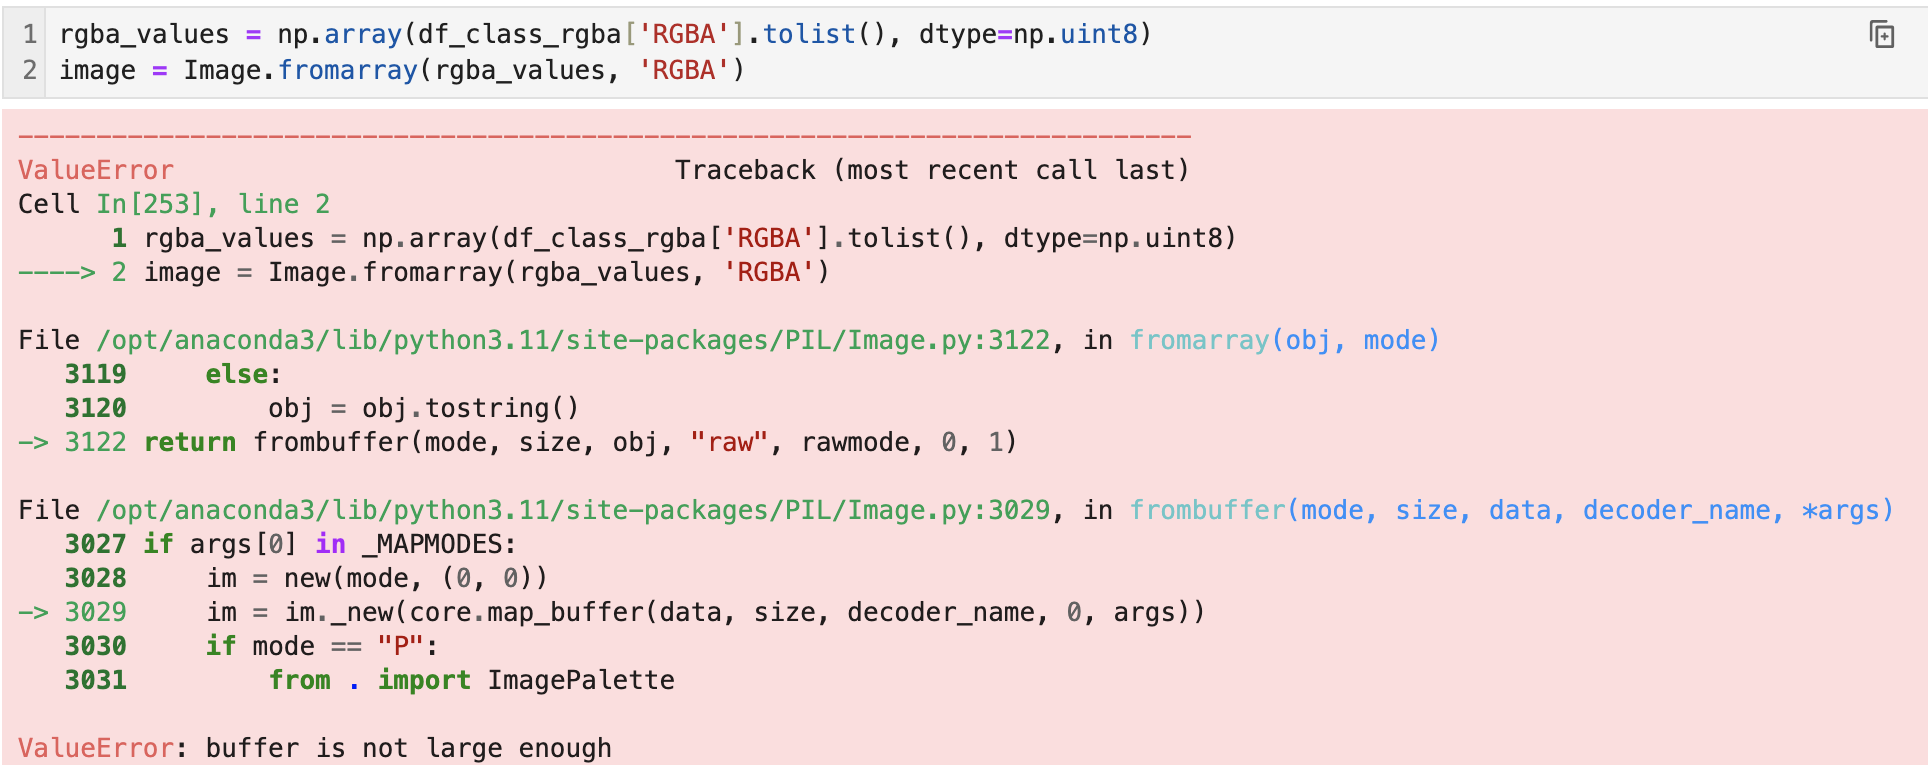 1 rgba_values = np.array(df_class_rgba['RGBA'].tolist(), dtype=np.uint8)
2 image = Image.fromarray(rgba_values, 'RGBA')
---------------------------------------------------------------------------
ValueError                                Traceback (most recent call last)
Cell In[253], line 2
      1 rgba_values = np.array(df_class_rgba['RGBA'].tolist(), dtype=np.uint8)
----> 2 image = Image.fromarray(rgba_values, 'RGBA')

File /opt/anaconda3/lib/python3.11/site-packages/PIL/Image.py:3122, in fromarray(obj, mode)
   3119     else:
   3120         obj = obj.tostring()
-> 3122 return frombuffer(mode, size, obj, "raw", rawmode, 0, 1)

File /opt/anaconda3/lib/python3.11/site-packages/PIL/Image.py:3029, in frombuffer(mode, size, data, decoder_name, *args)
   3027 if args[0] in _MAPMODES:
   3028     im = new(mode, (0, 0))
-> 3029     im = im._new(core.map_buffer(data, size, decoder_name, 0, args))
   3030     if mode == "P":
   3031         from . import ImagePalette

ValueError: buffer is not large enough